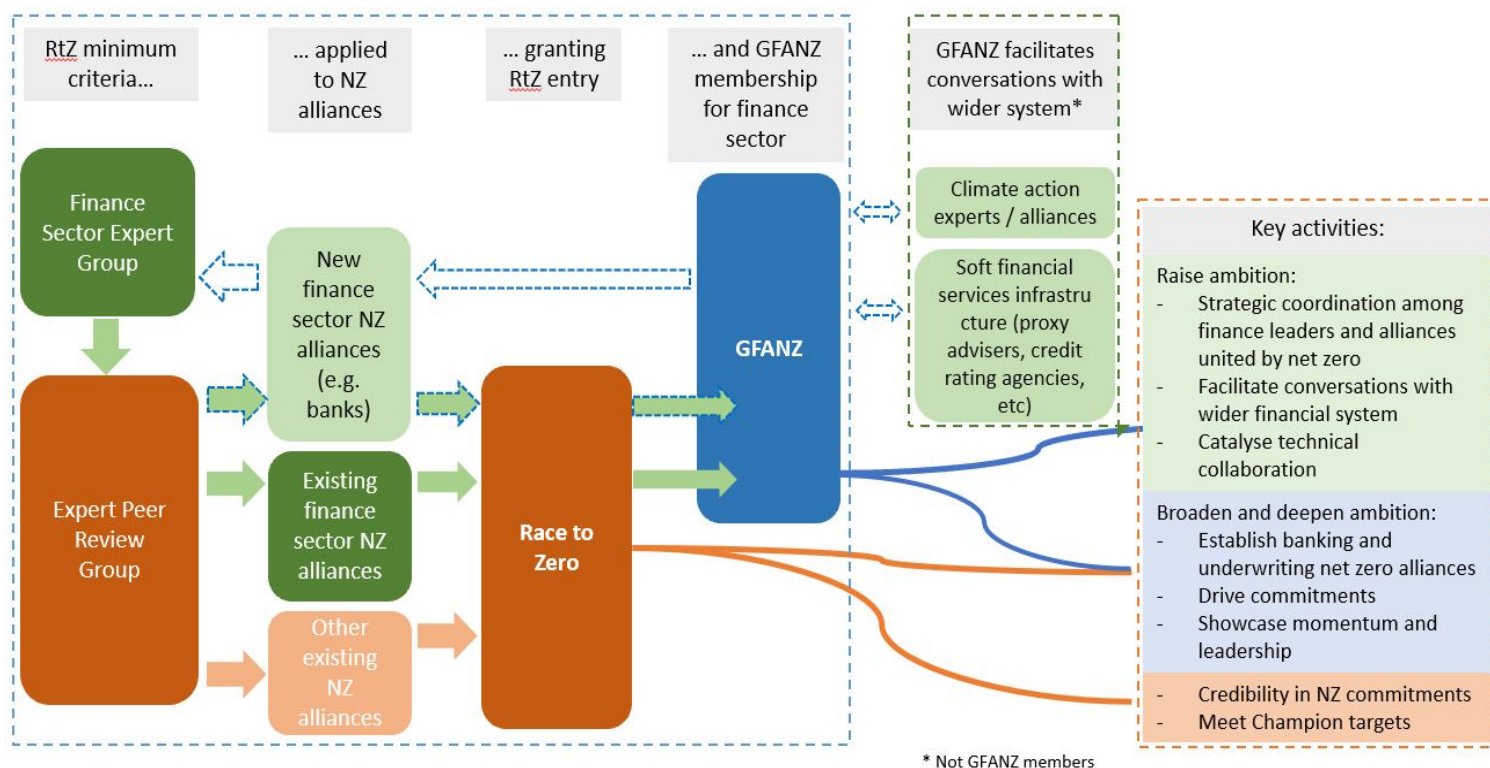 RtZ minimum
criteria...
... applied
to NZ
alliances
... granting
RtZ entry
... and GFANZ
membership
for finance
sector
GFANZ facilitates
conversations with
wider system*
Finance
Sector Expert
Group
Expert Peer
Review
Group
New
finance
sector NZ
alliances
(e.g.
banks)
Existing
finance
sector NZ
alliances
Other
existing
NZ
alliances
Race to
Zero
GFANZ
Climate action
experts / alliances
Soft financial
services infrastru
cture (proxy
advisers, credit
rating agencies,
etc)
Key activities:
Raise ambition:
- Strategic coordination among
finance leaders and alliances
united by net zero
- Facilitate conversations with
wider financial system
- Catalyse technical
collaboration
Broaden and deepen ambition:
- Establish banking and
underwriting net zero alliances
- Drive commitments
- Showcase momentum and
leadership
- Credibility in NZ commitments
- Meet Champion targets
* Not GFANZ members